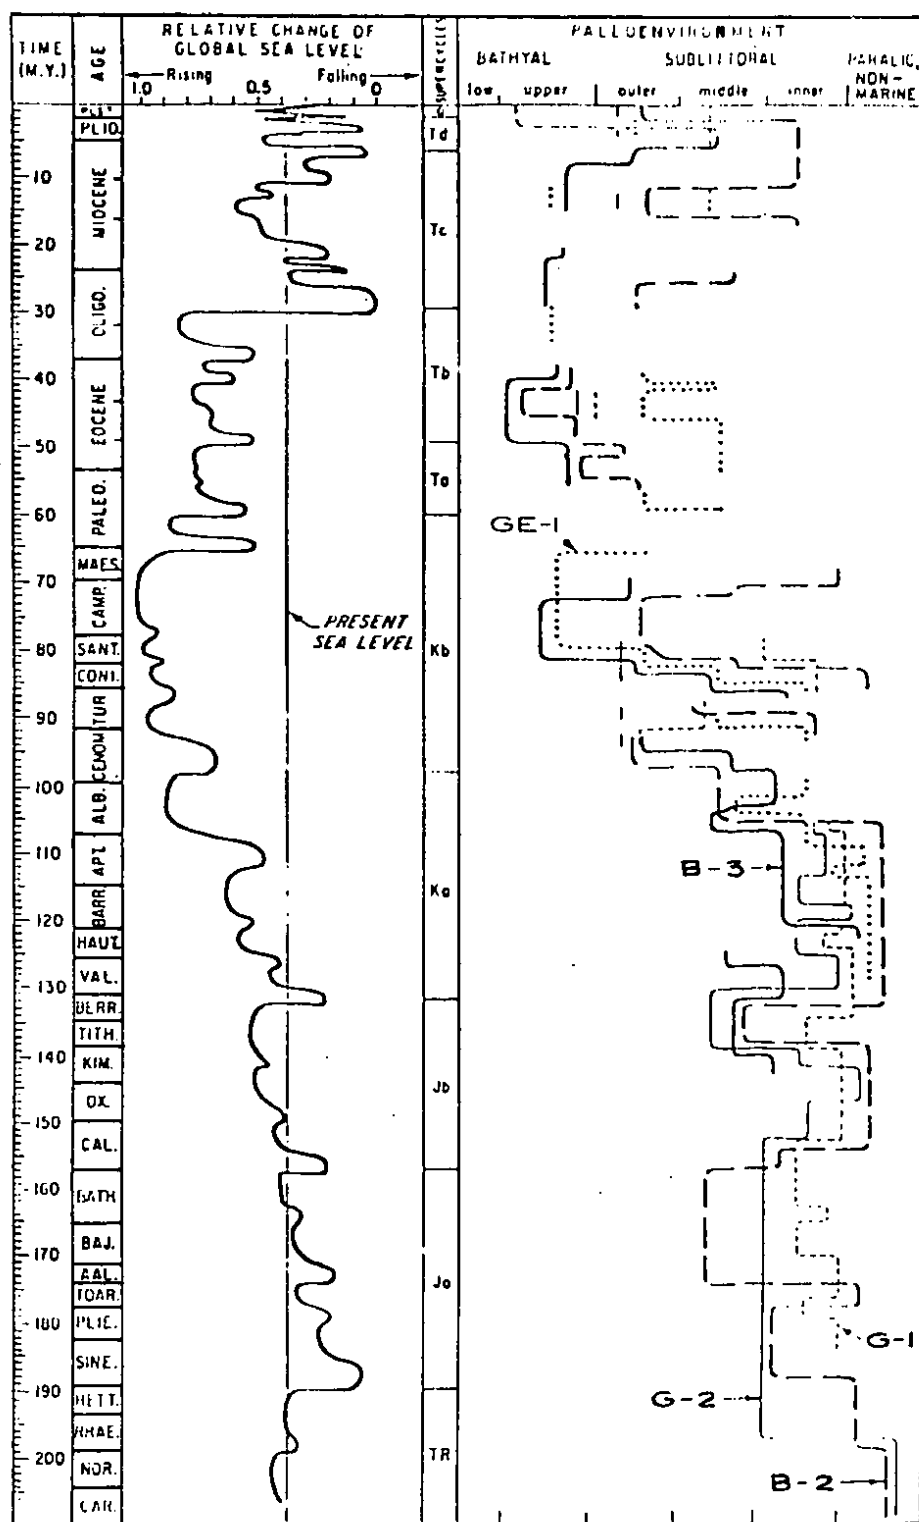 TIME
(M.Y.)
AGE
RELATIVE CHANGE OF
GLOBAL SEA LEVEL
Rising
Falling
1.0
0.5
0
SUPERCYCLES
BATHYAL
SUBLITTORAL
PARALIC,
NON-
MARINE
low
upper
outer
middle
inner
PLIO.
MIOCENE
OLIGO.
EOCENE
PALEO.
MAES.
CAMP.
SANT.
CONI.
TUR
CENOM
ALB.
APT.
BARR.
HAUT.
VAL.
BERR.
TITH.
KIM.
OX.
CAL.
BATH
BAJ.
AAL.
TOAR.
PLIE.
SINE.
HETT.
RHAE.
NOR.
CAR.
10
20
30
40
50
60
70
80
90
100
110
120
130
140
150
160
170
180
190
200
PRESENT
SEA LEVEL
Td
Tc
Tb
Ta
Kb
Ka
Jb
Ja
TR
GE-1
B-3
G-1
G-2
B-2